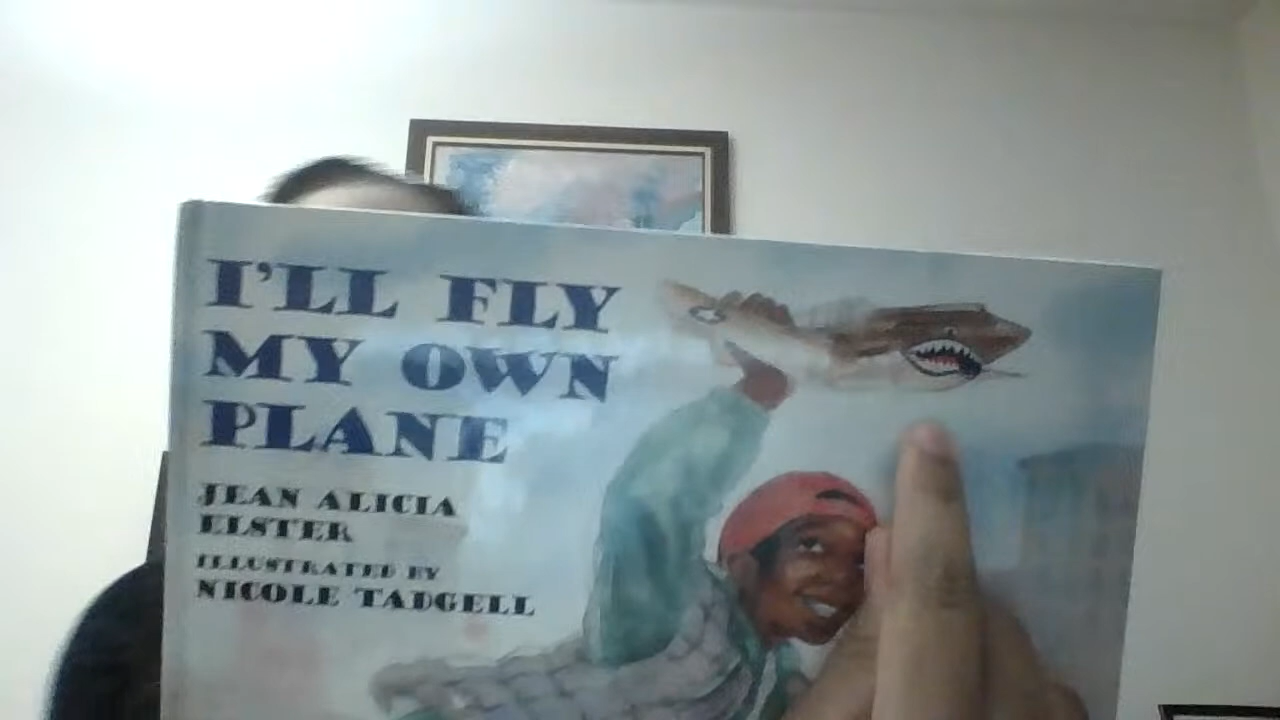 I'LL FLY
MY OWN
PLANE
JEAN ALICIA
ELSTER
ILLUSTRATED BY
NICOLE TADGELL